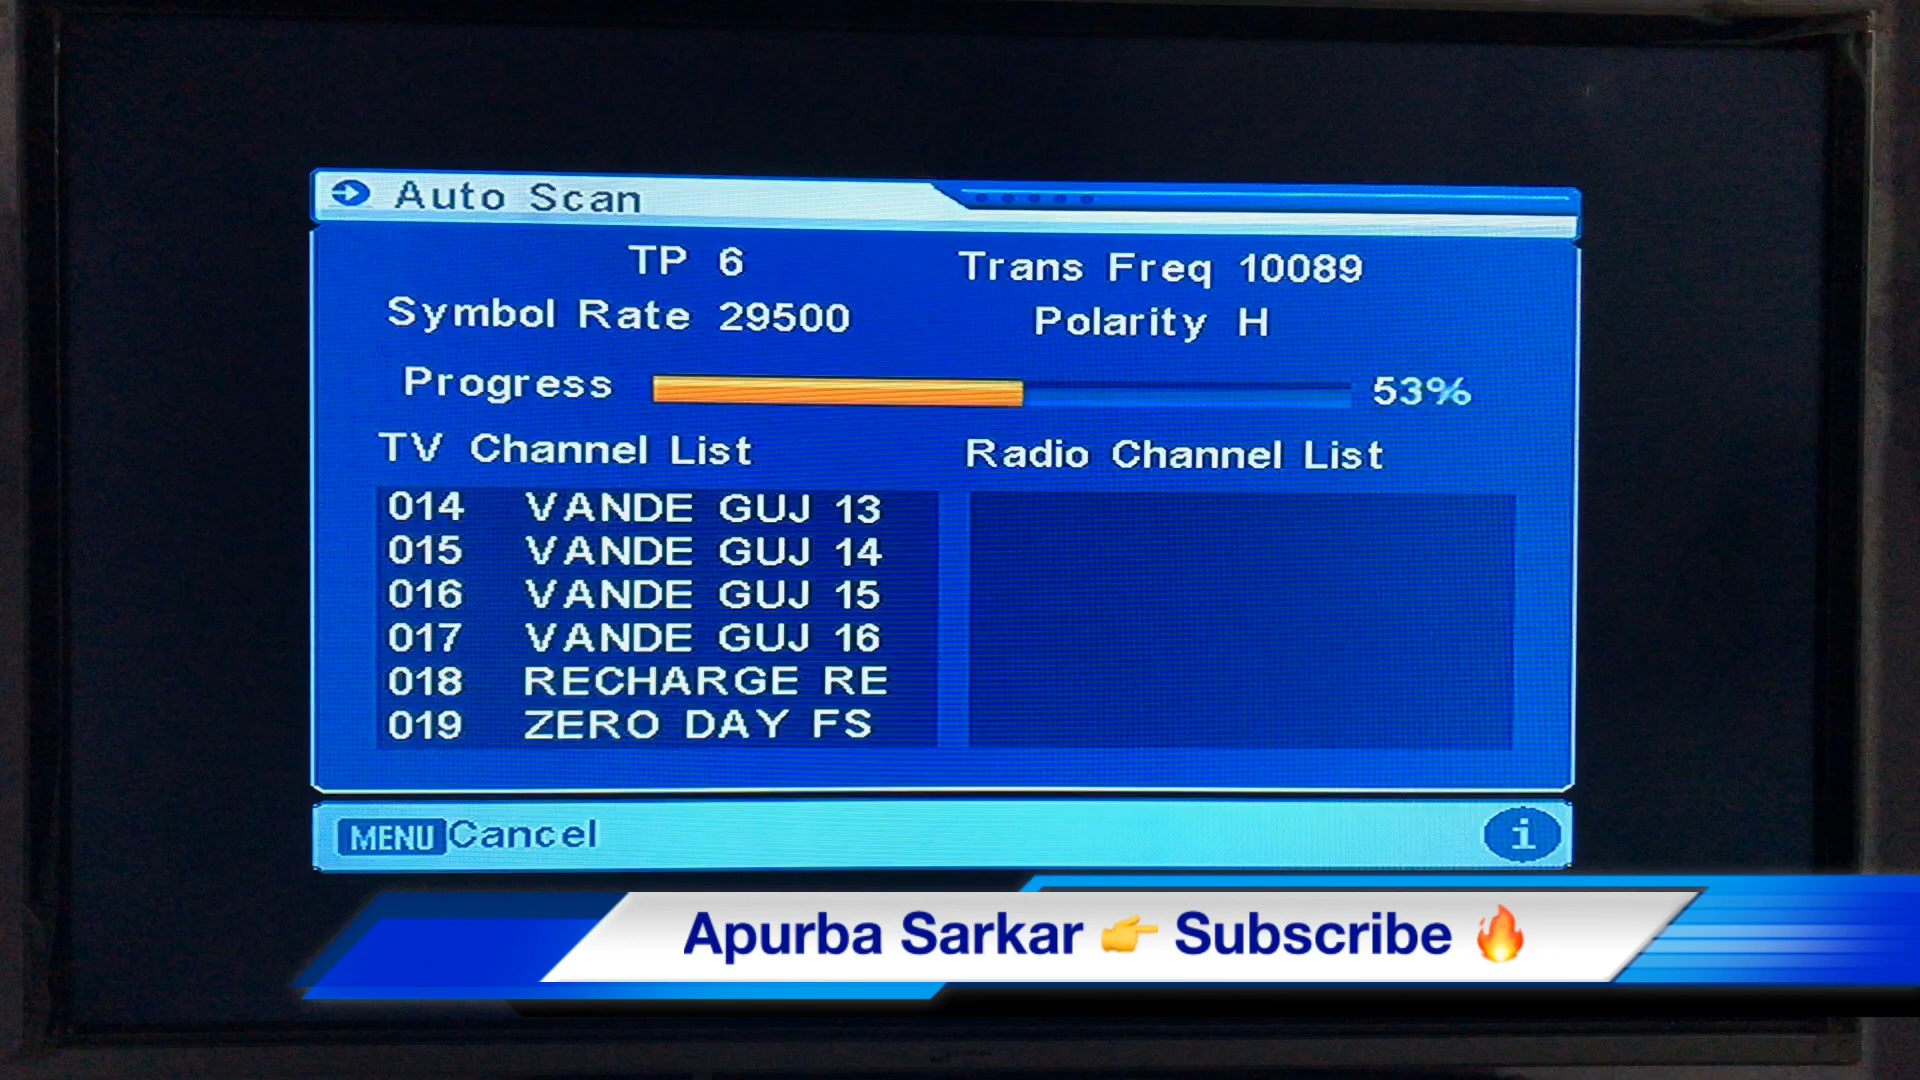 Auto Scan
TP 6 Trans Freq 10089
Symbol Rate 29500 Polarity H
Progress 53%
TV Channel List Radio Channel List
014 VANDE GUJ 13
015 VANDE GUJ 14
016 VANDE GUJ 15
017 VANDE GUJ 16
018 RECHARGE RE
019 ZERO DAY FS
MENU Cancel i
Apurba Sarkar 👉 Subscribe 🔥